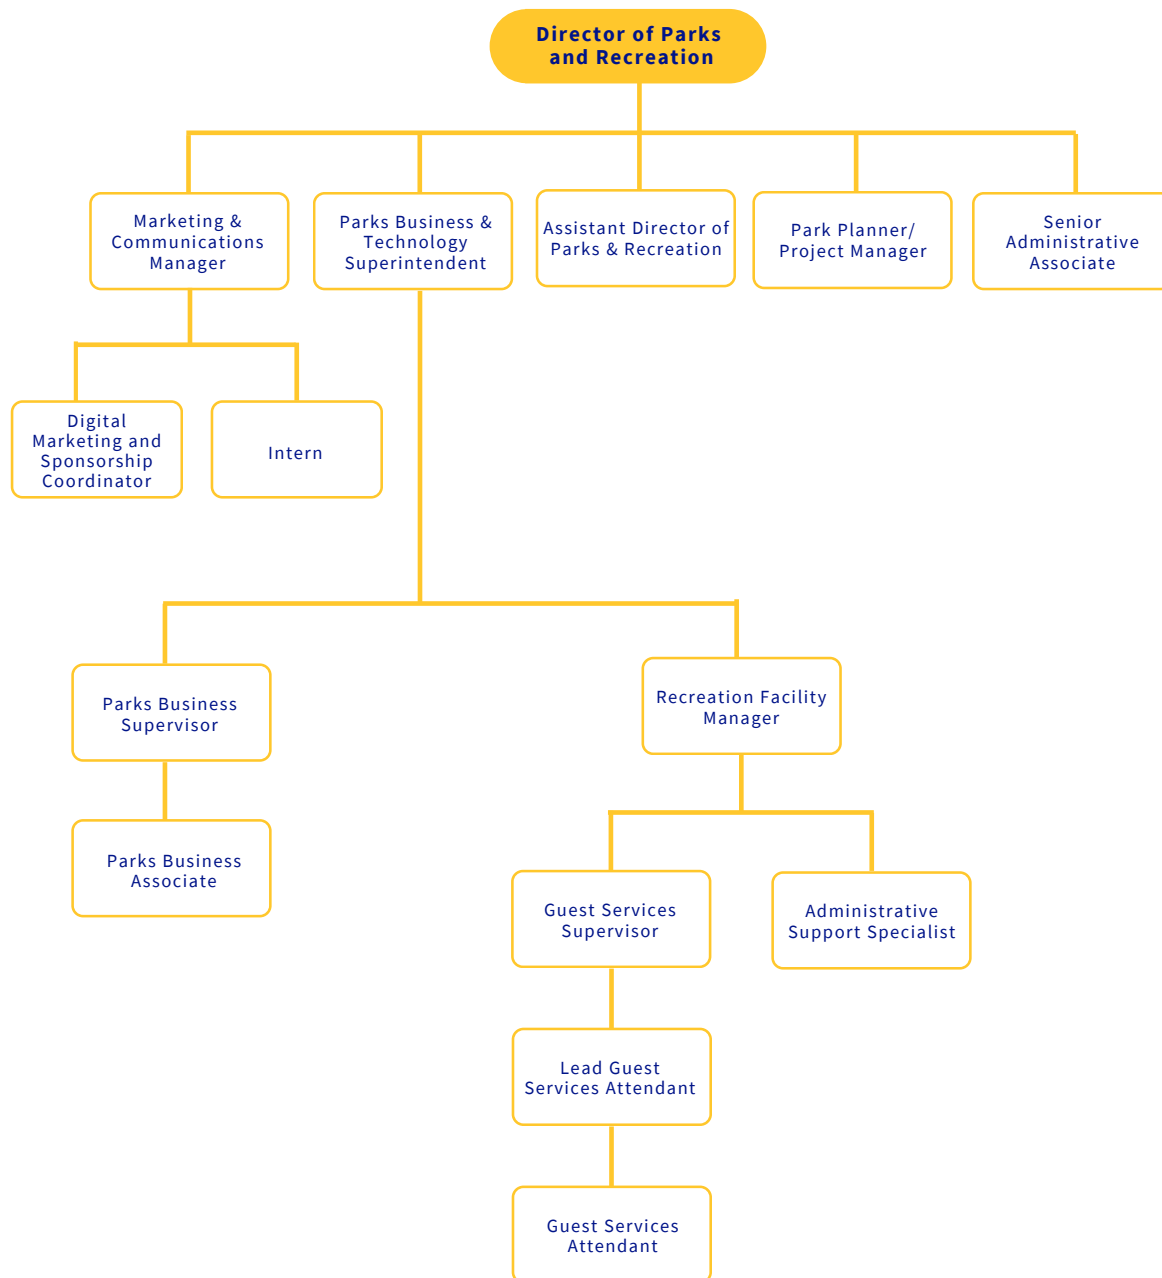 Director of Parks
and Recreation
Marketing &
Communications
Manager
Parks Business &
Technology
Superintendent
Assistant Director of
Parks & Recreation
Park Planner/
Project Manager
Senior
Administrative
Associate
Digital
Marketing and
Sponsorship
Coordinator
Intern
Parks Business
Supervisor
Recreation Facility
Manager
Parks Business
Associate
Guest Services
Supervisor
Administrative
Support Specialist
Lead Guest
Services Attendant
Guest Services
Attendant